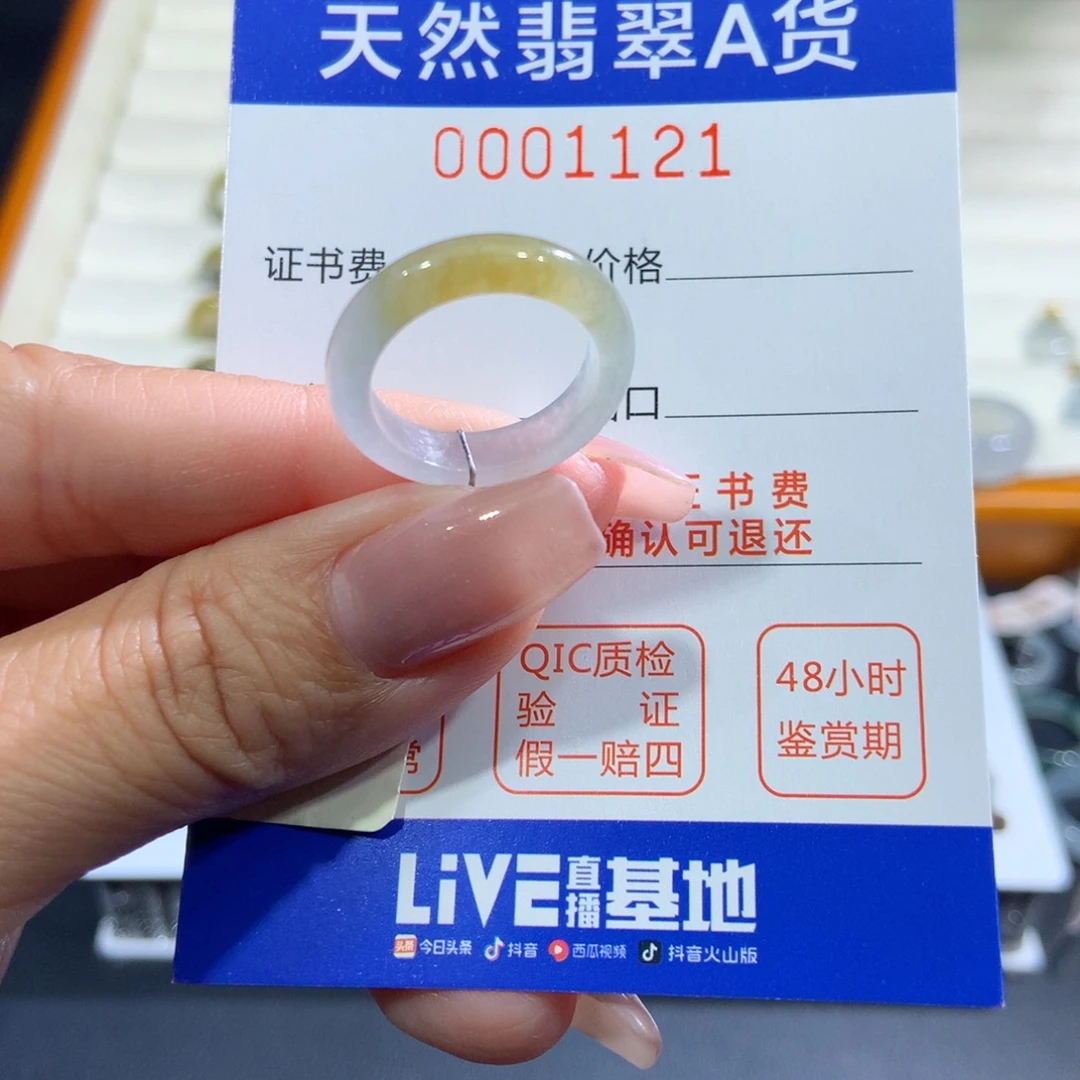 天然翡翠A货
0001121
证书费 价格
口
书费
确认可退还
QIC质检
验 证
假一赔四
48小时
鉴赏期
LiVE直播基地
头条 今日头条 抖音 西瓜视频 抖音火山版